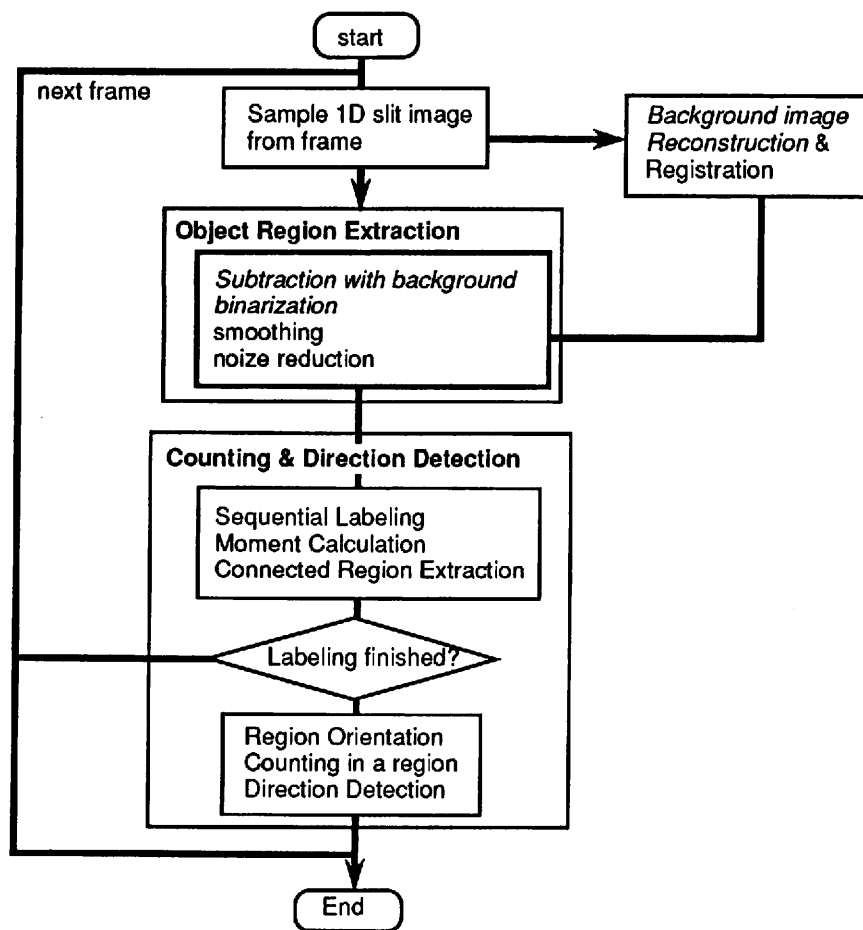 start
next frame
Sample 1D slit image
from frame
Background image
Reconstruction &
Registration
Object Region Extraction
Subtraction with background
binarization
smoothing
noize reduction
Counting & Direction Detection
Sequential Labeling
Moment Calculation
Connected Region Extraction
Labeling finished?
Region Orientation
Counting in a region
Direction Detection
End